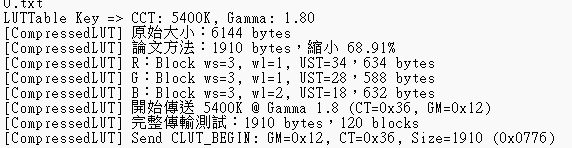 0.txt
LUTTable Key => CCT: 5400K, Gamma: 1.80
[CompressedLUT] 原始大小：6144 bytes
[CompressedLUT] 論文方法：1910 bytes，縮小 68.91%
[CompressedLUT] R：Block ws=3, wl=1, UST=34，634 bytes
[CompressedLUT] G：Block ws=3, wl=1, UST=28，588 bytes
[CompressedLUT] B：Block ws=3, wl=2, UST=18，632 bytes
[CompressedLUT] 開始傳送 5400K @ Gamma 1.8 (CT=0x36, GM=0x12)
[CompressedLUT] 完整傳輸測試：1910 bytes，120 blocks
[CompressedLUT] Send CLUT_BEGIN: GM=0x12, CT=0x36, Size=1910 (0x0776)